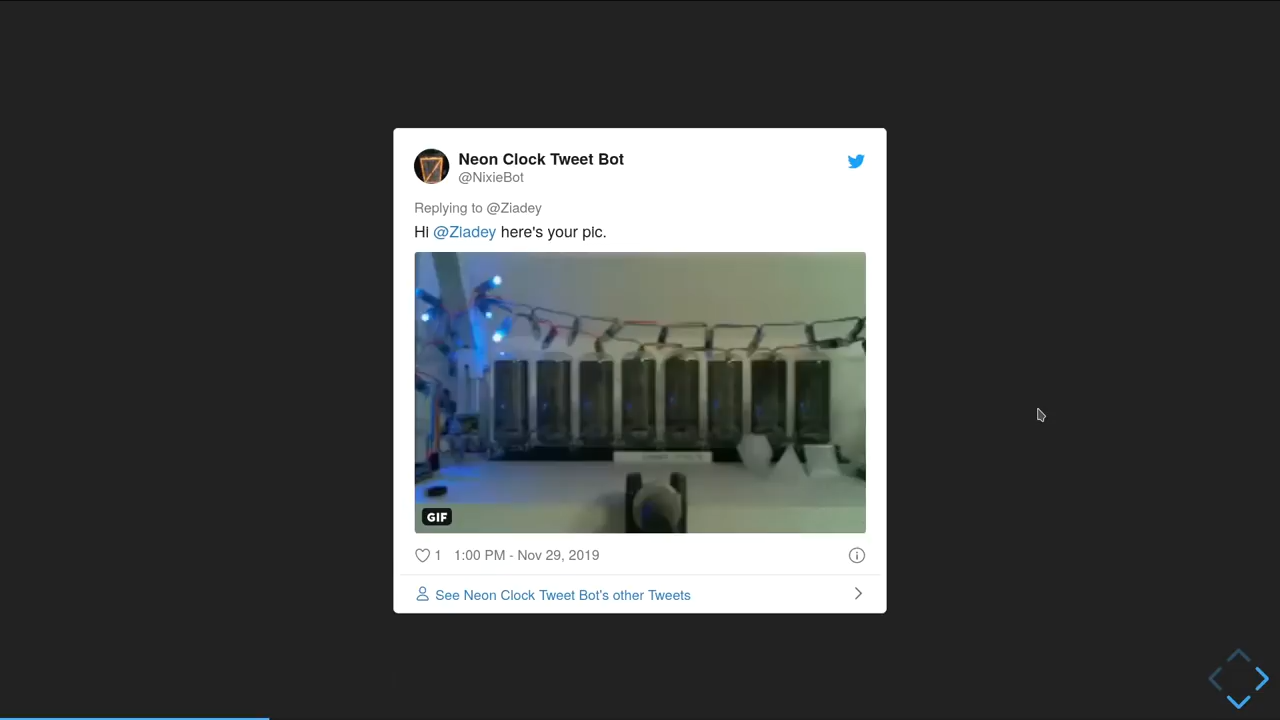 Neon Clock Tweet Bot
@NixieBot
Replying to @Ziadey
Hi @Ziadey here's your pic.
GIF
1 1:00 PM - Nov 29, 2019
See Neon Clock Tweet Bot's other Tweets